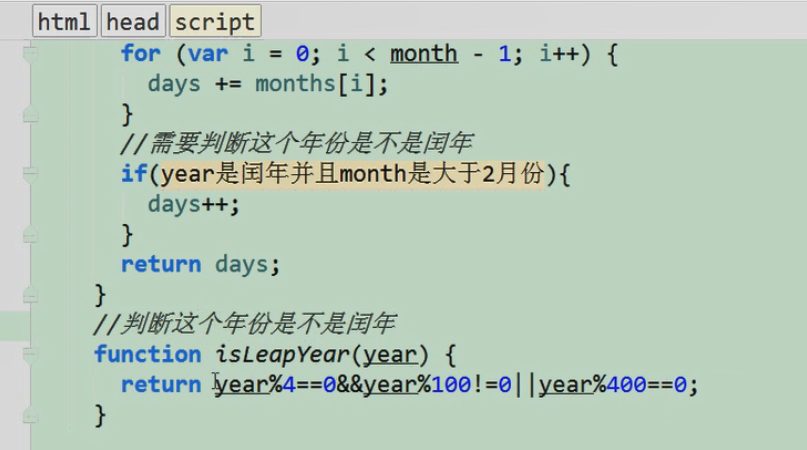 html head script
for (var i = 0; i < month - 1; i++) {
days += months[i];
}
//需要判断这个年份是不是闰年
if(year是闰年并且month是大于2月份){
days++;
}
return days;
}
//判断这个年份是不是闰年
function isLeapYear(year) {
return year%4==0&&year%100!=0||year%400==0;
}